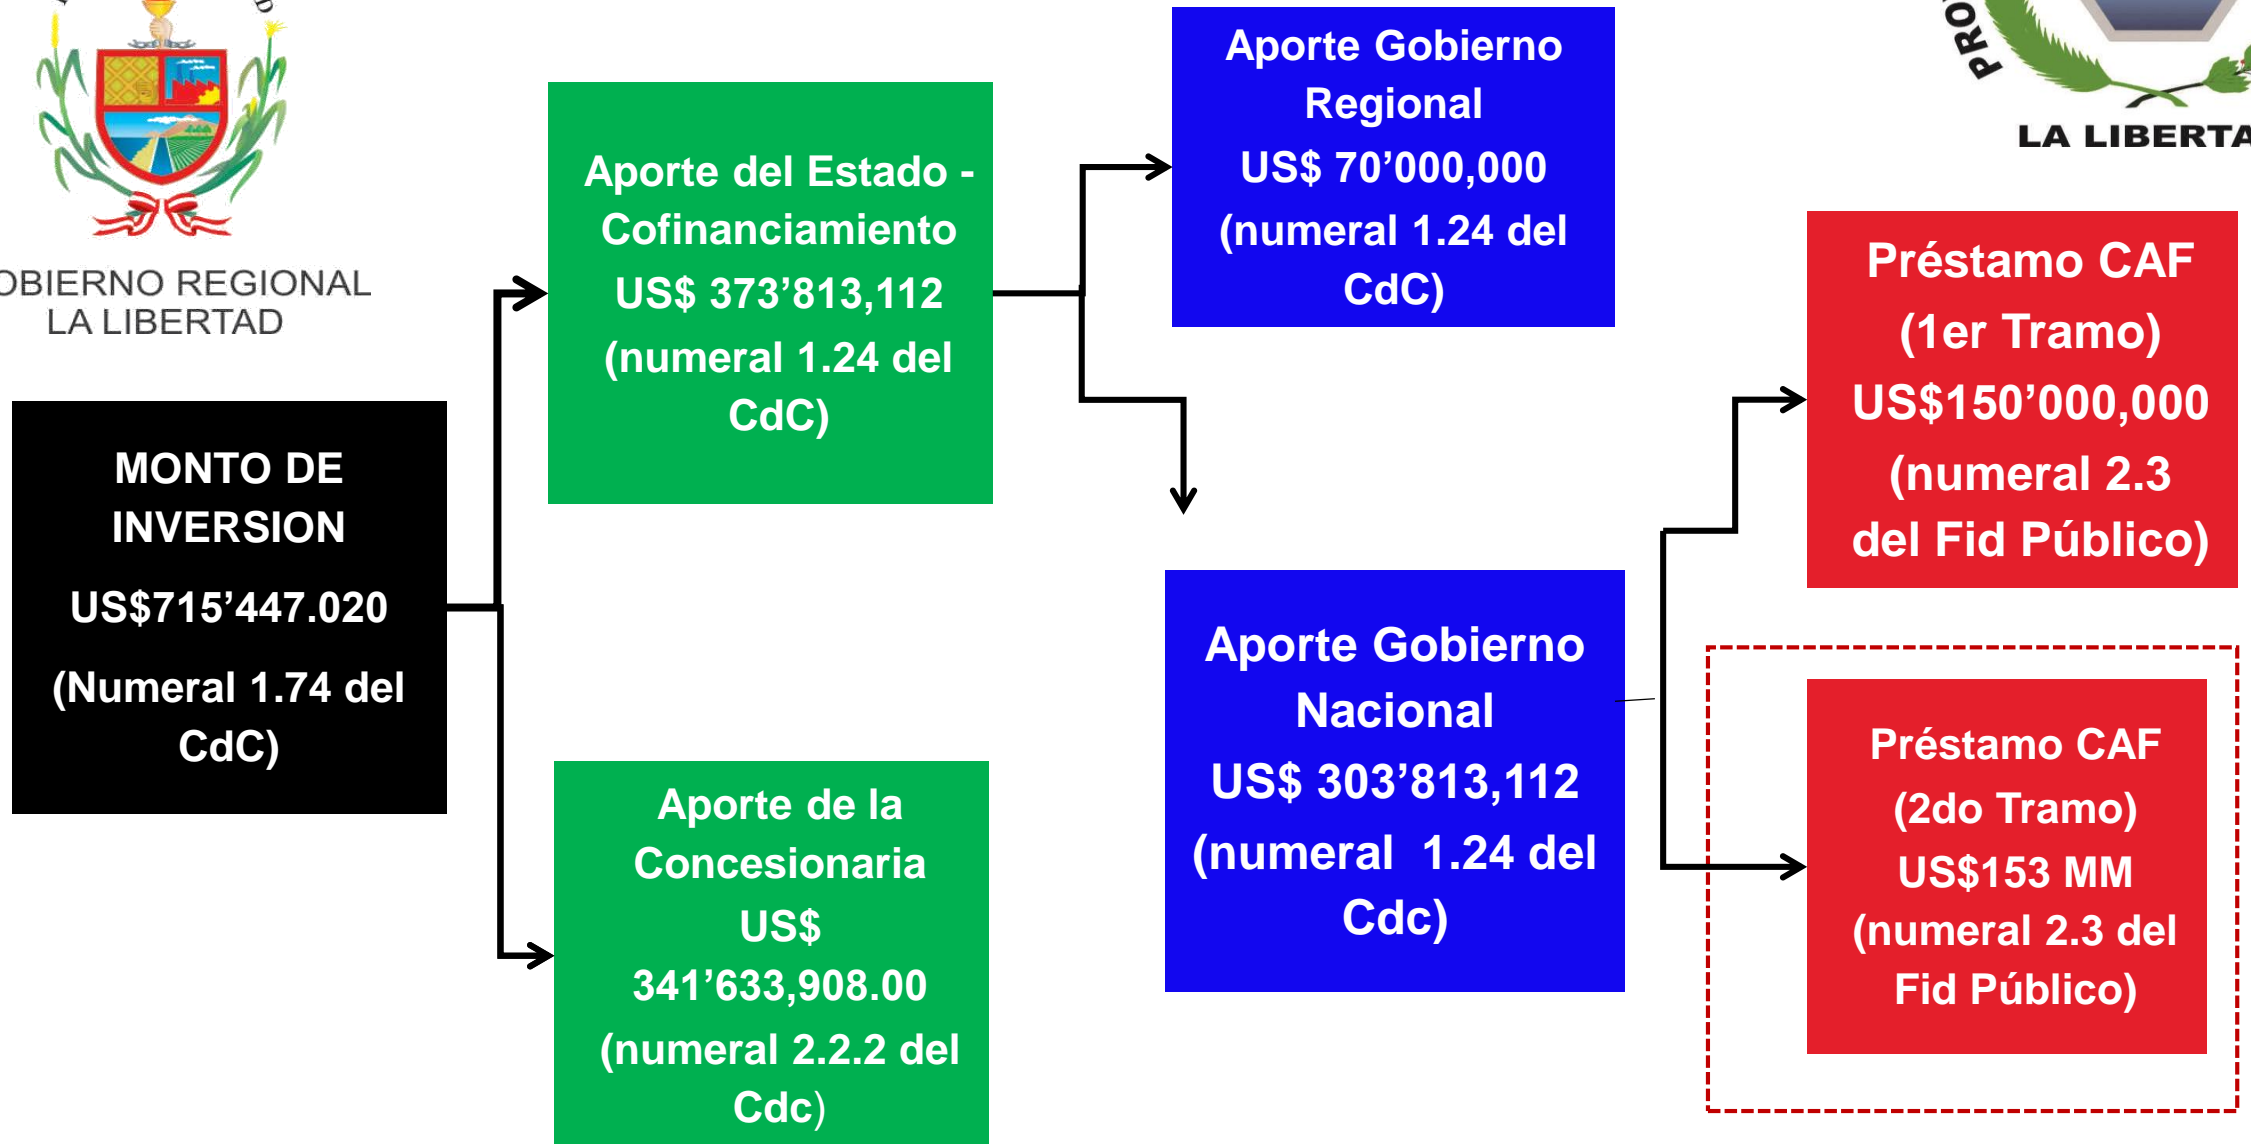 OBIERNO REGIONAL
LA LIBERTAD
MONTO DE
INVERSION
US$715’447.020
(Numeral 1.74 del
CdC)
Aporte del Estado -
Cofinanciamiento
US$ 373’813,112
(numeral 1.24 del
CdC)
Aporte de la
Concesionaria
US$
341’633,908.00
(numeral 2.2.2 del
Cdc)
Aporte Gobierno
Regional
US$ 70’000,000
(numeral 1.24 del
CdC)
Aporte Gobierno
Nacional
US$ 303’813,112
(numeral 1.24 del
Cdc)
PRO
LA LIBERTA
Préstamo CAF
(1er Tramo)
US$150’000,000
(numeral 2.3
del Fid Público)
Préstamo CAF
(2do Tramo)
US$153 MM
(numeral 2.3 del
Fid Público)